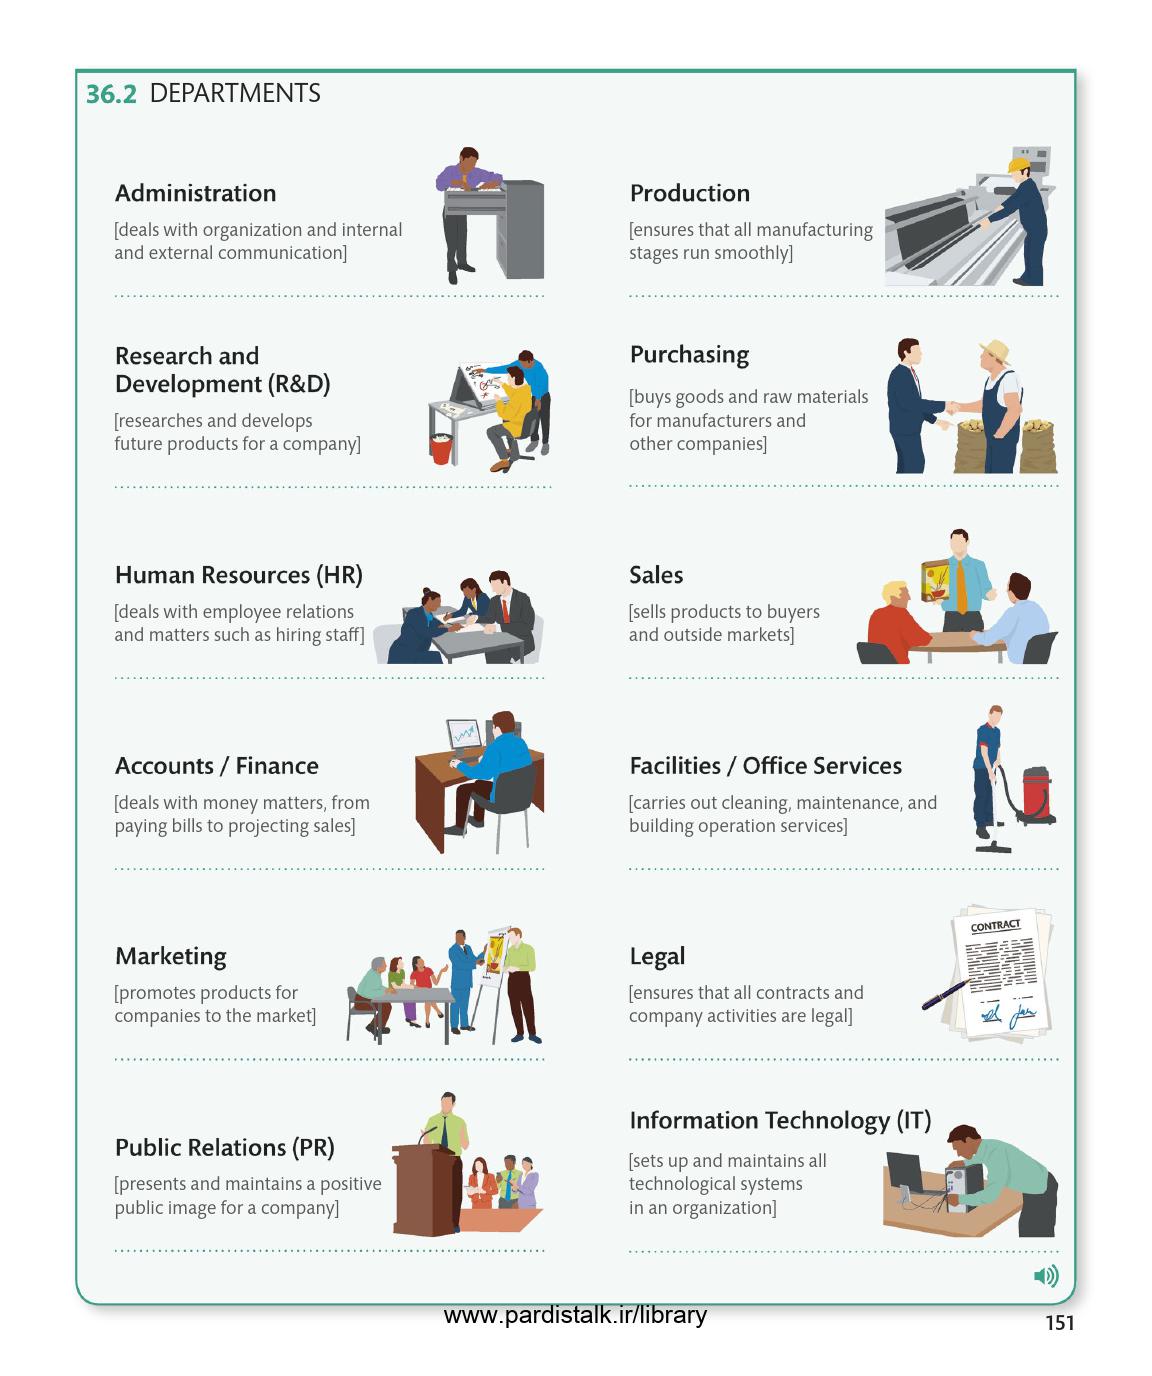 36.2 DEPARTMENTS
Administration
[deals with organization and internal
and external communication]
Production
[ensures that all manufacturing
stages run smoothly]
Research and
Development (R&D)
[researches and develops
future products for a company]
Purchasing
[buys goods and raw materials
for manufacturers and
other companies]
Human Resources (HR)
[deals with employee relations
and matters such as hiring staff]
Sales
[sells products to buyers
and outside markets]
Accounts / Finance
[deals with money matters, from
paying bills to projecting sales]
Facilities / Office Services
[carries out cleaning, maintenance, and
building operation services]
Marketing
[promotes products for
companies to the market]
Legal
[ensures that all contracts and
company activities are legal]
CONTRACT
Public Relations (PR)
[presents and maintains a positive
public image for a company]
Information Technology (IT)
[sets up and maintains all
technological systems
in an organization]
www.pardistalk.ir/library
151